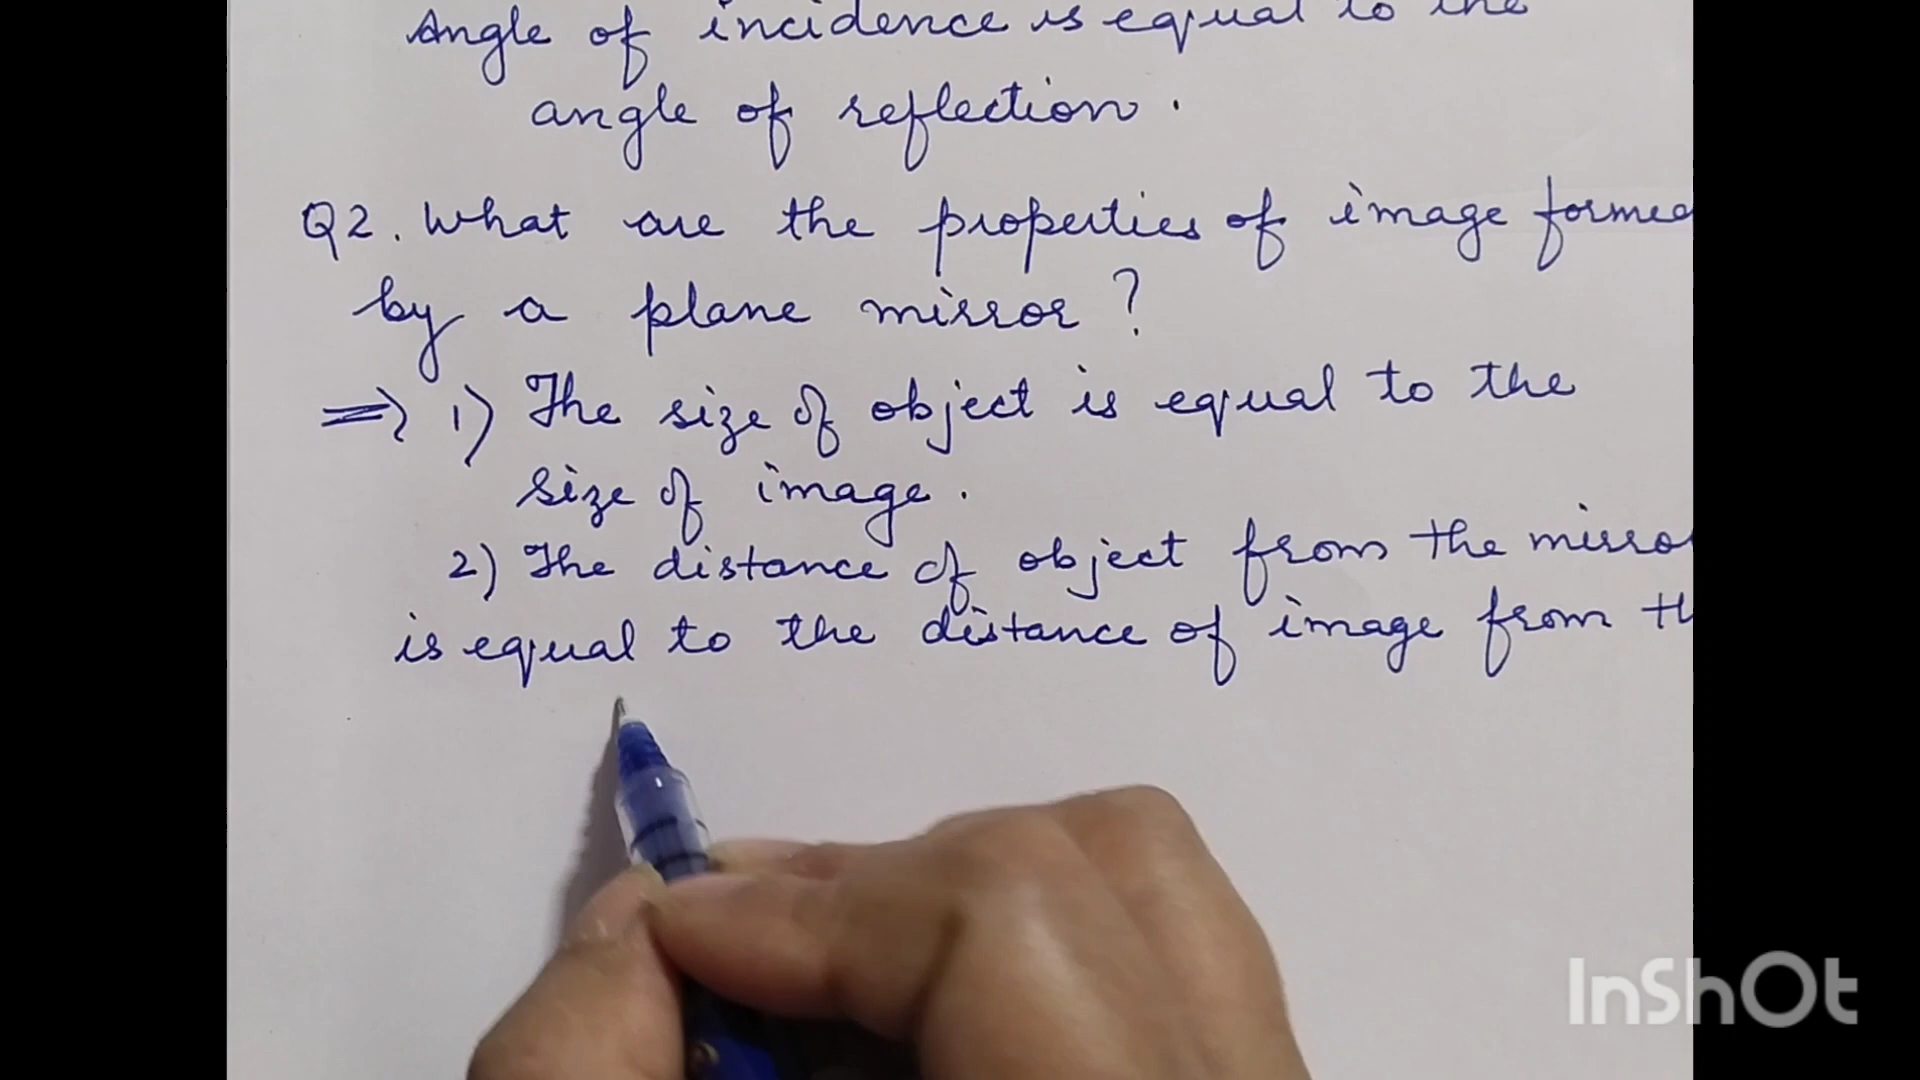 Angle of incidence is equal to the
angle of reflection.
Q2. What are the properties of image formed
by a plane mirror?
⇒ 1) The size of object is equal to the
size of image.
2) The distance of object from the mirro
is equal to the distance of image from th
InShOt